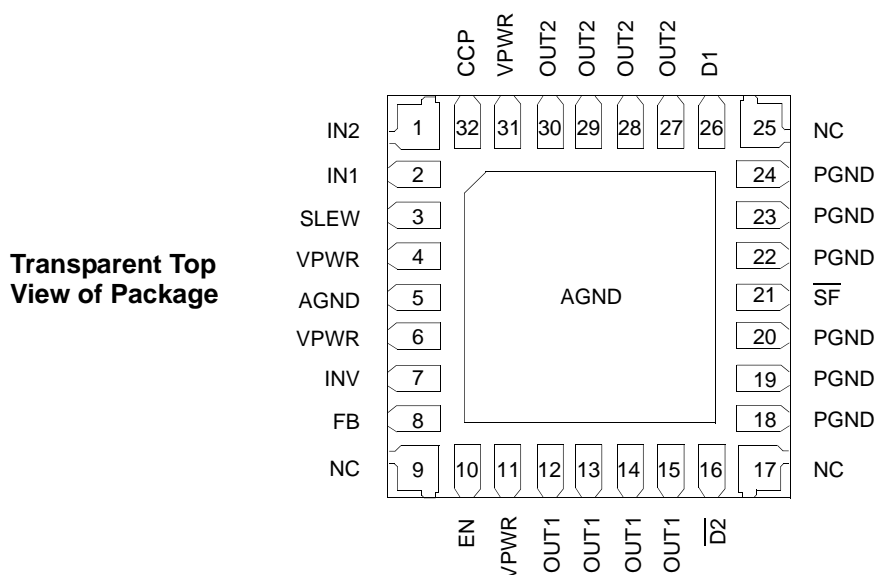 CCP
VPWR
OUT2
OUT2
OUT2
OUT2
D1
IN2
1
32
31
30
29
28
27
26
25
NC
IN1
2
24
PGND
SLEW
3
23
PGND
Transparent Top
View of Package
VPWR
4
22
PGND
AGND
5
AGND
21
S̅F̅
VPWR
6
20
PGND
INV
7
19
PGND
FB
8
18
PGND
NC
9
10
11
12
13
14
15
16
17
NC
EN
VPWR
OUT1
OUT1
OUT1
OUT1
D̅2̅